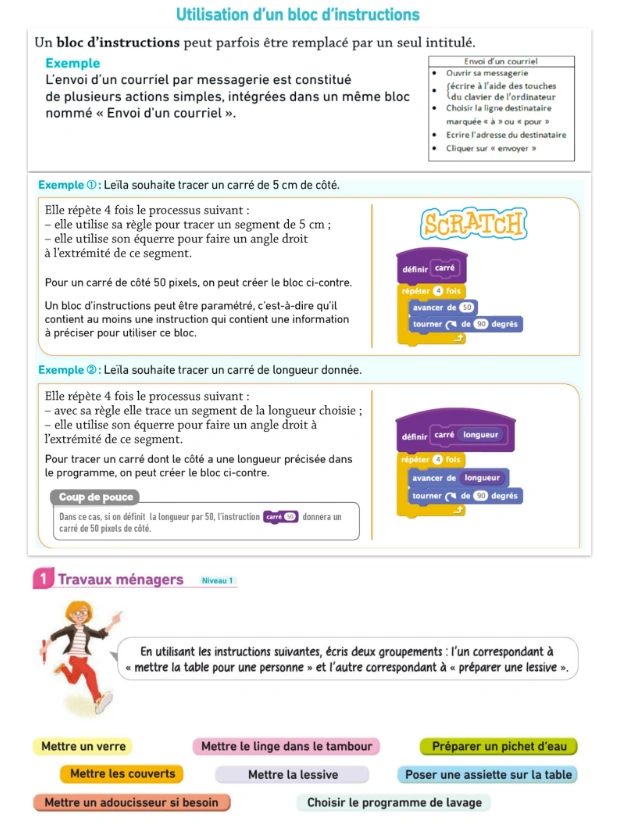 Utilisation d'un bloc d'instructions
Un bloc d'instructions peut parfois être remplacé par un seul intitulé.
Exemple
L'envoi d'un courriel par messagerie est constitué
de plusieurs actions simples, intégrées dans un même bloc
nommé « Envoi d'un courriel ».
Envoi d'un courriel
• Ouvrir sa messagerie
• écrire à l'aide des touches
• du clavier de l'ordinateur
• Choisir la ligne destinataire
marquée « à » ou « pour »
• Ecrire l'adresse du destinataire
• Cliquer sur « envoyer »
Exemple ① : Leïla souhaite tracer un carré de 5 cm de côté.
Elle répète 4 fois le processus suivant :
– elle utilise sa règle pour tracer un segment de 5 cm ;
– elle utilise son équerre pour faire un angle droit
à l'extrémité de ce segment.
Pour un carré de côté 50 pixels, on peut créer le bloc ci-contre.
Un bloc d'instructions peut être paramétré, c'est-à-dire qu'il
contient au moins une instruction qui contient une information
à préciser pour utiliser ce bloc.
SCRATCH
définir carré
répéter 4 fois
avancer de 50
tourner de 90 degrés
Exemple ② : Leïla souhaite tracer un carré de longueur donnée.
Elle répète 4 fois le processus suivant :
– avec sa règle elle trace un segment de la longueur choisie ;
– elle utilise son équerre pour faire un angle droit à
l'extrémité de ce segment.
Pour tracer un carré dont le côté a une longueur précisée dans
le programme, on peut créer le bloc ci-contre.
Coup de pouce
Dans ce cas, si on définit la longueur par 50, l'instruction carré 50 donnera un
carré de 50 pixels de côté.
définir carré longueur
répéter 4 fois
avancer de longueur
tourner de 90 degrés
1 Travaux ménagers Niveau 1
En utilisant les instructions suivantes, écris deux groupements : l'un correspondant à
« mettre la table pour une personne » et l'autre correspondant à « préparer une lessive ».
Mettre un verre Mettre le linge dans le tambour Préparer un pichet d'eau
Mettre les couverts Mettre la lessive Poser une assiette sur la table
Mettre un adoucisseur si besoin Choisir le programme de lavage